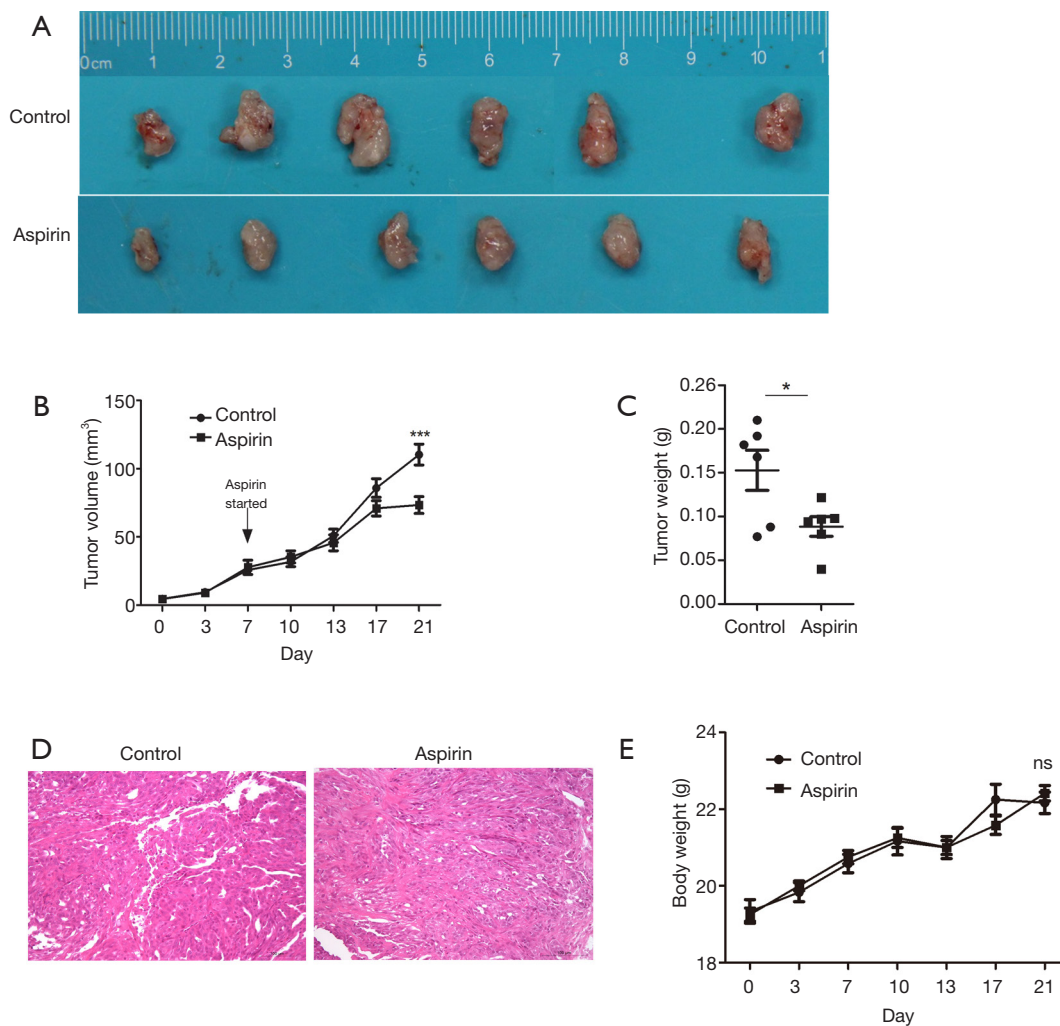 A
0cm 1 2 3 4 5 6 7 8 9 10 1
Control
Aspirin
B
Tumor volume (mm³)
150
100
50
0
Control
Aspirin
Aspirin
started
***
0 3 7 10 13 17 21
Day
C
Tumor weight (g)
0.26
0.20
0.15
0.10
0.05
0.00
*
Control Aspirin
D
Control
Aspirin
E
Body weight (g)
24
22
20
18
Control
Aspirin
ns
0 3 7 10 13 17 21
Day